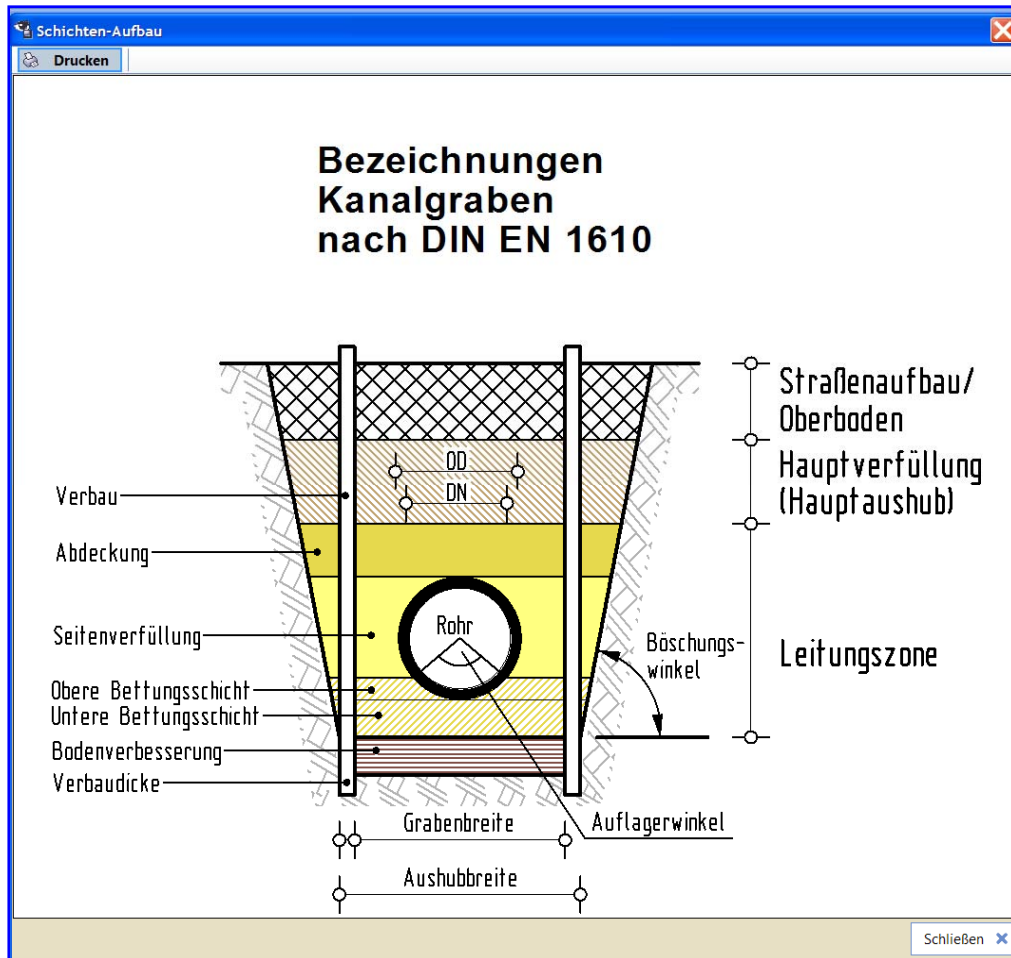 Schichten-Aufbau
Drucken
Bezeichnungen
Kanalgraben
nach DIN EN 1610
Straßenaufbau/
Oberboden
OD
Hauptverfüllung
(Hauptaushub)
DN
Verbau
Abdeckung
Seitenverfüllung
Rohr
Böschungs-
winkel
Leitungszone
Obere Bettungsschicht
Untere Bettungsschicht
Bodenverbesserung
Verbaudicke
Grabenbreite
Auflagerwinkel
Aushubbreite
Schließen